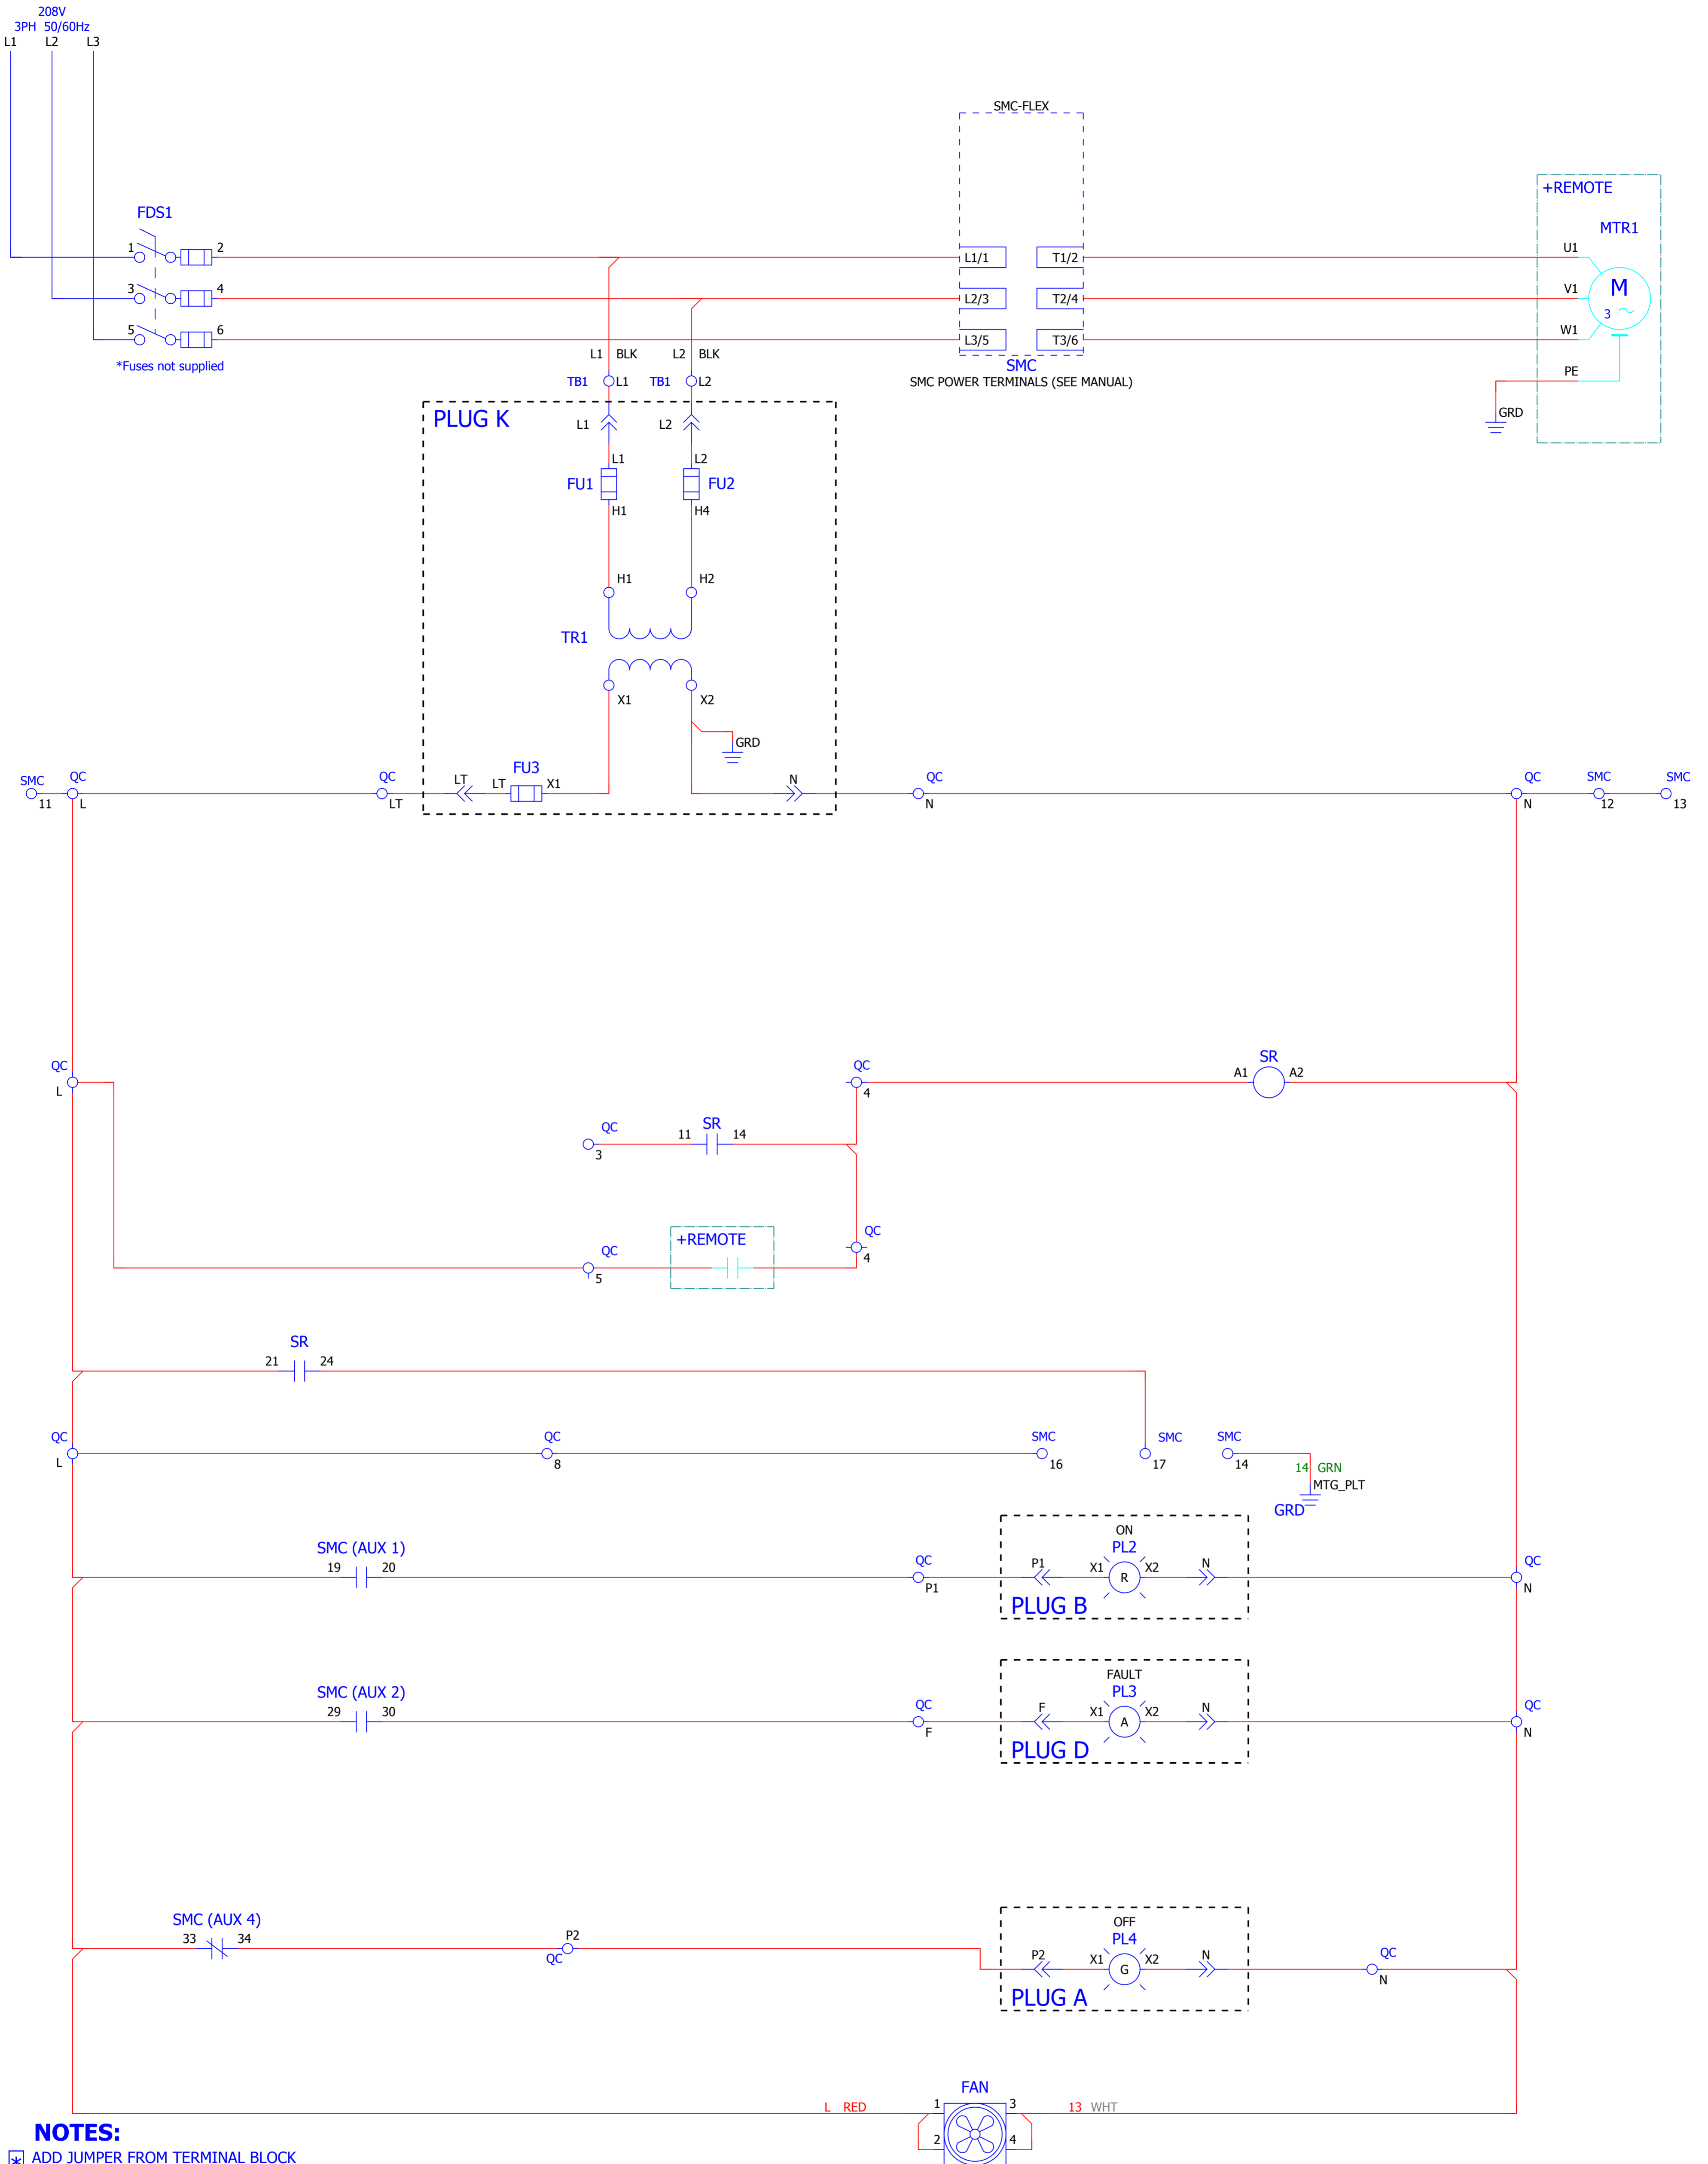 208V
3PH 50/60Hz
L1 L2 L3
SMC-FLEX
+REMOTE
FDS1
MTR1
1 2 L1/1 T1/2 U1
3 4 L2/3 T2/4 V1 M
3
5 6 L3/5 T3/6 W1
*Fuses not supplied
L1 BLK L2 BLK
SMC
PE
TB1 L1 TB1 L2
SMC POWER TERMINALS (SEE MANUAL)
GRD
PLUG K
L1 L2
L1 L2
FU1 FU2
H1 H4
H1 H2
TR1
X1 X2
GRD
FU3
SMC QC QC LT LT X1 N QC QC SMC SMC
11 L LT N N 12 13
QC QC SR
L 4 A1 A2
QC 11 SR 14
3
QC
4
+REMOTE
QC
5
SR
21 24
QC QC SMC SMC SMC
L 8 16 17 14
14 GRN
MTG_PLT
GRD
ON
SMC (AUX 1) PL2
19 20 QC P1 X1 R X2 N QC
P1 N
PLUG B
FAULT
SMC (AUX 2) PL3
29 30 QC F X1 A X2 N QC
F N
PLUG D
OFF
SMC (AUX 4) PL4
33 34 P2 P2 X1 G X2 N QC
QC N
PLUG A
FAN
L RED 1 3 13 WHT
2 4
NOTES:
* ADD JUMPER FROM TERMINAL BLOCK